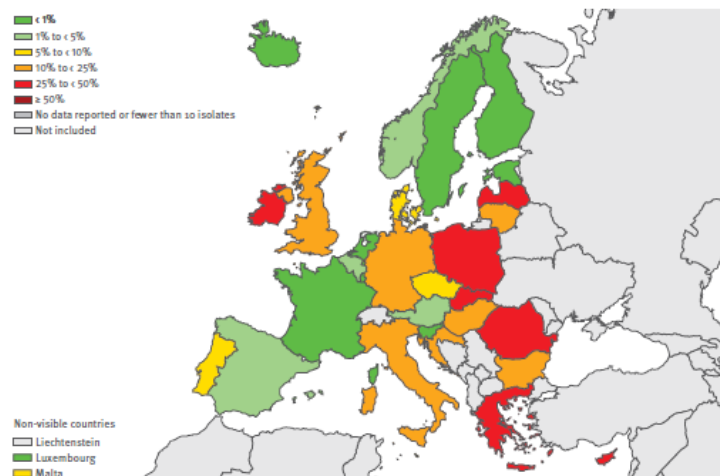 < 1%
1% to < 5%
5% to < 10%
10% to < 25%
25% to < 50%
≥ 50%
No data reported or fewer than 10 isolates
Not included
Non-visible countries
Liechtenstein
Luxembourg
Malta